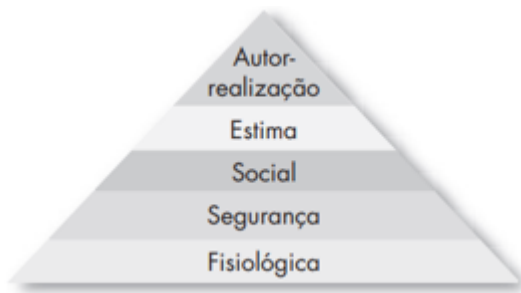 Autor-
realização
Estima
Social
Segurança
Fisiológica